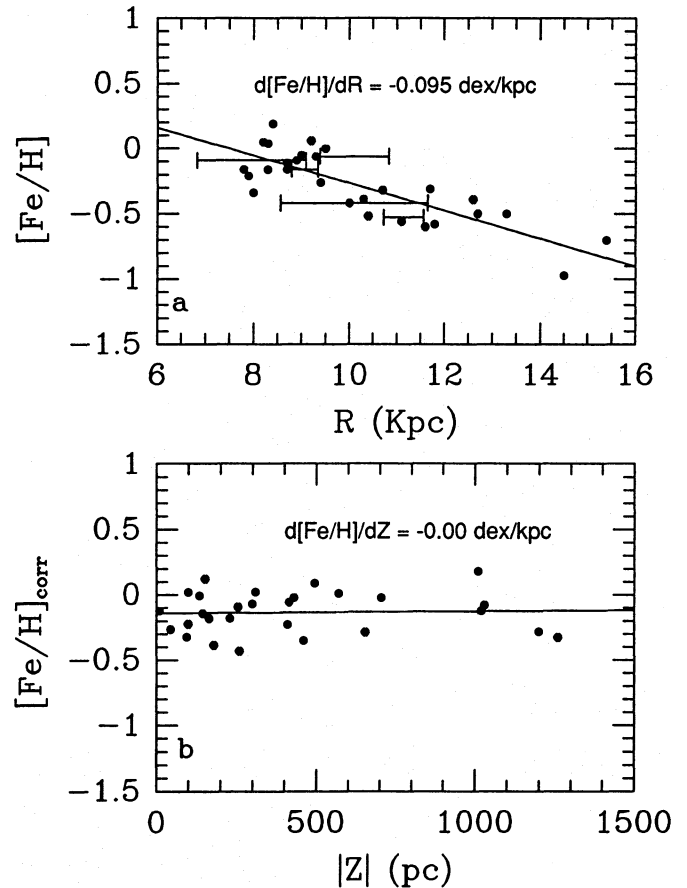 1
0.5
0
−0.5
−1
−1.5
[Fe/H]
d[Fe/H]/dR = -0.095 dex/kpc
a
6 8 10 12 14 16
R (Kpc)
1
0.5
0
−0.5
−1
−1.5
[Fe/H]corr
d[Fe/H]/dZ = -0.00 dex/kpc
b
0 500 1000 1500
|Z| (pc)